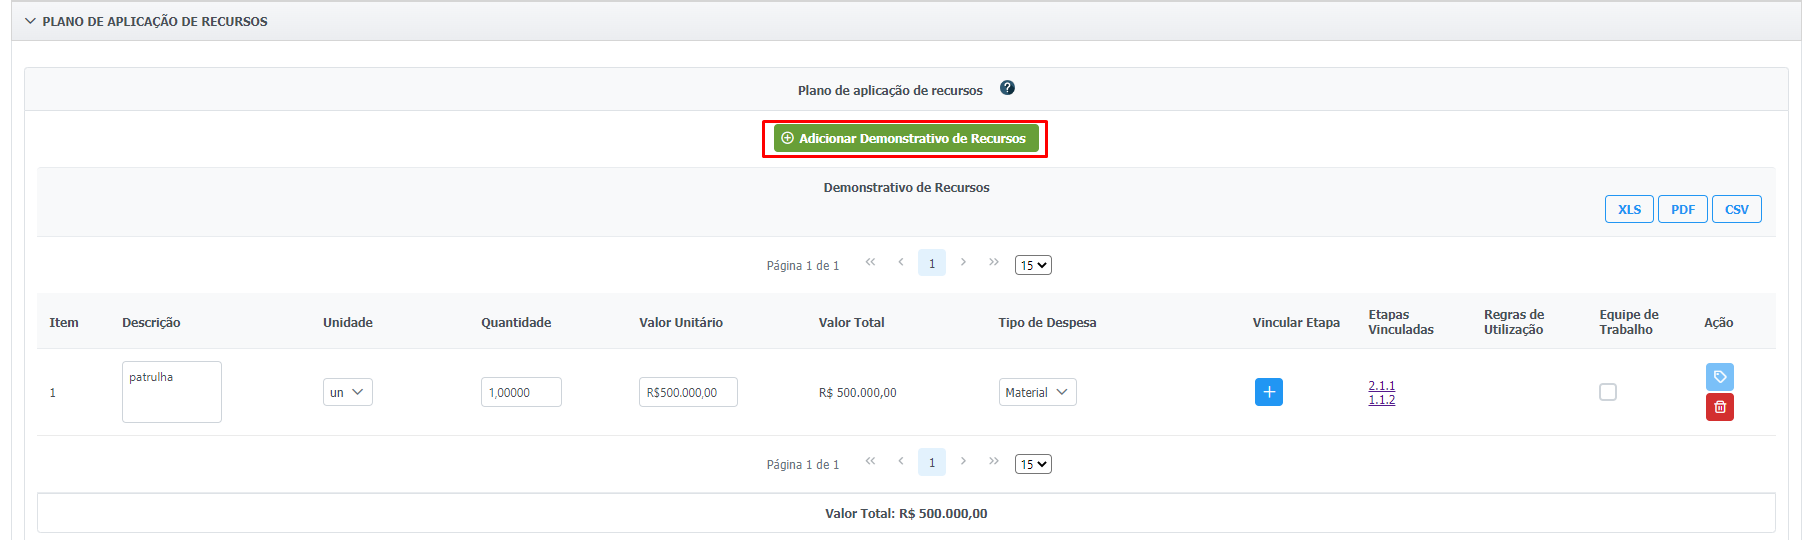 PLANO DE APLICAÇÃO DE RECURSOS
Plano de aplicação de recursos ?
Adicionar Demonstrativo de Recursos
Demonstrativo de Recursos
XLS PDF CSV
Página 1 de 1 « ‹ 1 › » 15
Item Descrição Unidade Quantidade Valor Unitário Valor Total Tipo de Despesa Vincular Etapa Etapas Vinculadas Regras de Utilização Equipe de Trabalho Ação
1 patrulha un 1,00000 R$500.000,00 R$ 500.000,00 Material 2.1.1
1.1.2
Página 1 de 1 « ‹ 1 › » 15
Valor Total: R$ 500.000,00